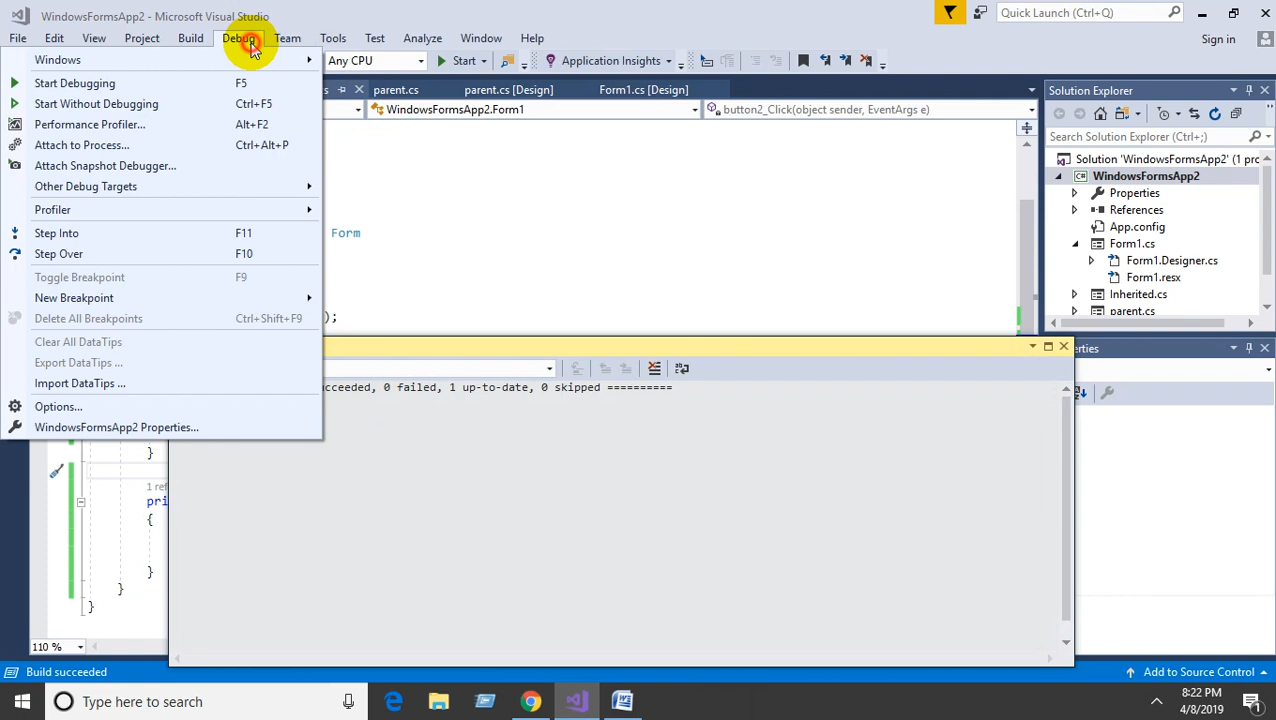 WindowsFormsApp2 - Microsoft Visual Studio
Quick Launch (Ctrl+Q)
File Edit View Project Build Debug Team Tools Test Analyze Window Help
Sign in
Any CPU Start Application Insights
Windows
Start Debugging F5
Start Without Debugging Ctrl+F5
Performance Profiler... Alt+F2
Attach to Process... Ctrl+Alt+P
Attach Snapshot Debugger...
Other Debug Targets
Profiler
Step Into F11
Step Over F10
Toggle Breakpoint F9
New Breakpoint
Delete All Breakpoints Ctrl+Shift+F9
Clear All DataTips
Export DataTips ...
Import DataTips ...
Options...
WindowsFormsApp2 Properties...
parent.cs parent.cs [Design] Form1.cs [Design]
WindowsFormsApp2.Form1 button2_Click(object sender, EventArgs e)
Form
);
ucceeded, 0 failed, 1 up-to-date, 0 skipped ==========
}
1 ref
pri
{
}
}
}
110 %
Solution Explorer
Search Solution Explorer (Ctrl+;)
Solution 'WindowsFormsApp2' (1 pro
WindowsFormsApp2
Properties
References
App.config
Form1.cs
Form1.Designer.cs
Form1.resx
Inherited.cs
parent.cs
erties
Build succeeded
Add to Source Control
Type here to search
8:22 PM
4/8/2019
1